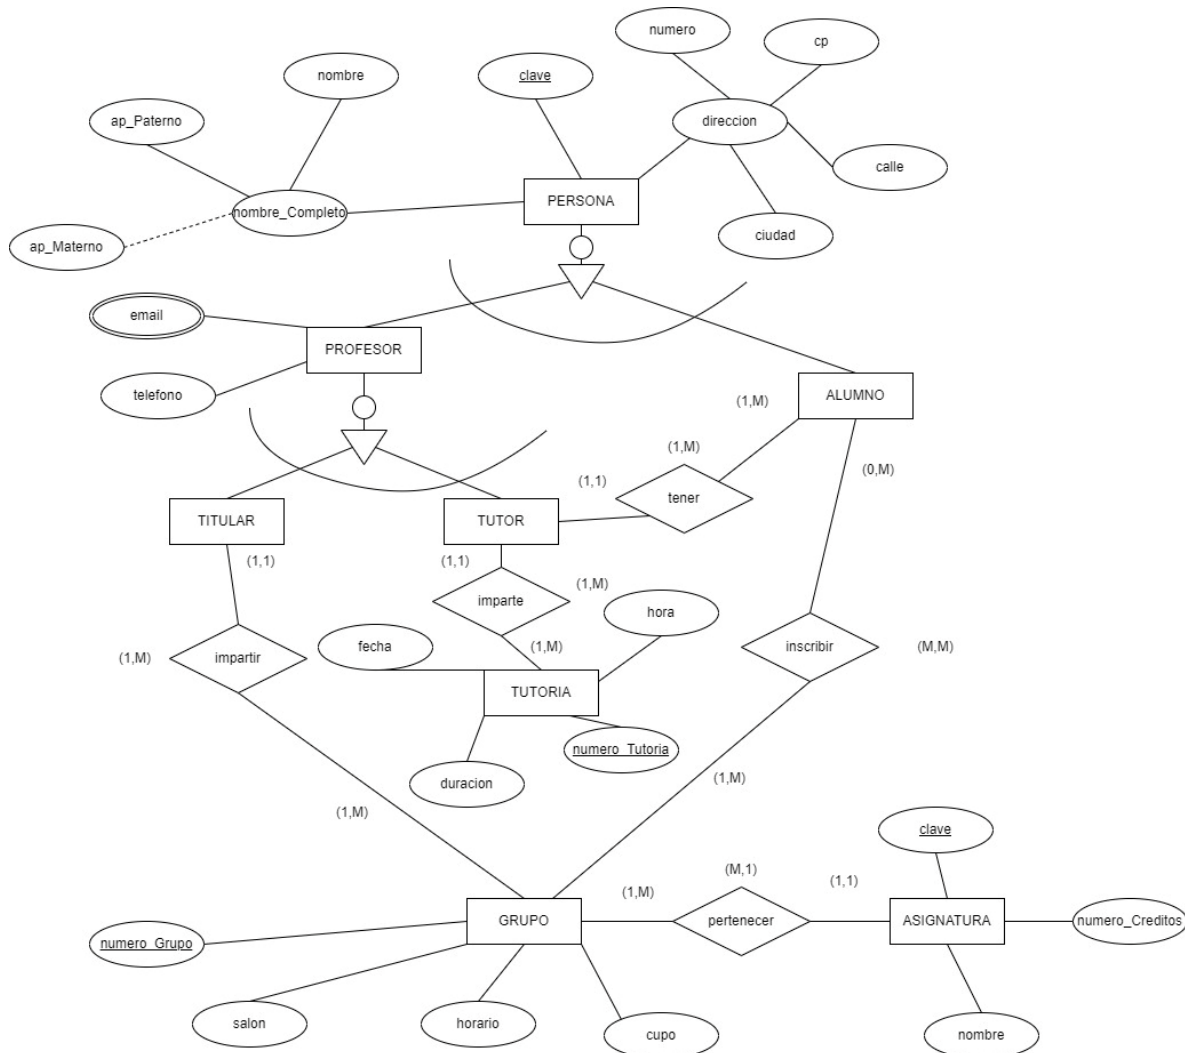 numero
cp
nombre
clave
ap_Paterno
direccion
calle
PERSONA
nombre_Completo
ap_Materno
ciudad
email
PROFESOR
telefono
ALUMNO
(1,M)
(1,M)
(0,M)
(1,1)
tener
TITULAR
TUTOR
(1,1)
(1,1)
(1,M)
imparte
hora
fecha
(1,M)
(1,M)
impartir
inscribir
(M,M)
TUTORIA
numero_Tutoria
duracion
(1,M)
(1,M)
clave
(M,1)
(1,M)
(1,1)
GRUPO
pertenecer
ASIGNATURA
numero_Creditos
numero_Grupo
salon
horario
cupo
nombre